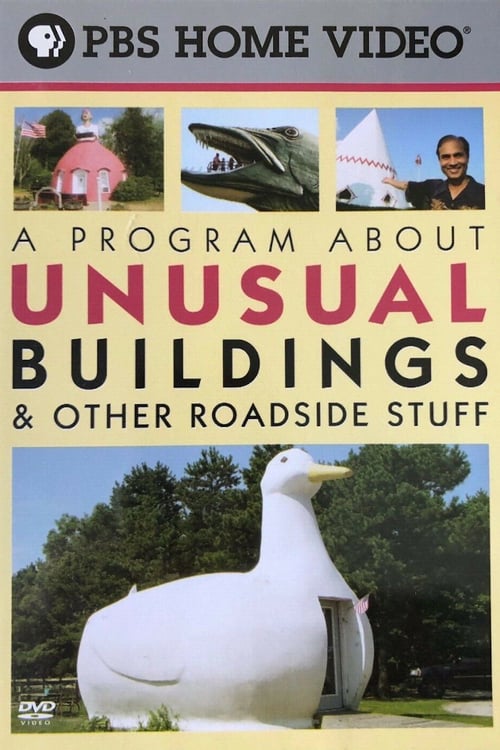 PBS HOME VIDEO®
A PROGRAM ABOUT
UNUSUAL
BUILDINGS
& OTHER ROADSIDE STUFF
DVD
VIDEO